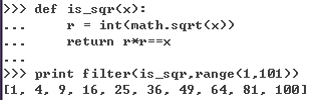 >>> def is_sqr(x):
...     r = int(math.sqrt(x))
...     return r*r==x
...
>>> print filter(is_sqr,range(1,101))
[1, 4, 9, 16, 25, 36, 49, 64, 81, 100]